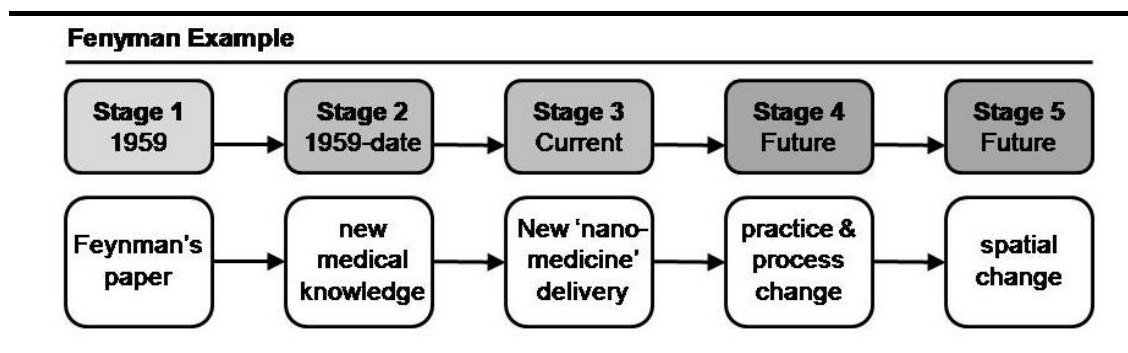 Fenyman Example
Stage 1
1959
Stage 2
1959-date
Stage 3
Current
Stage 4
Future
Stage 5
Future
Feynman's
paper
new
medical
knowledge
New 'nano-
medicine'
delivery
practice &
process
change
spatial
change